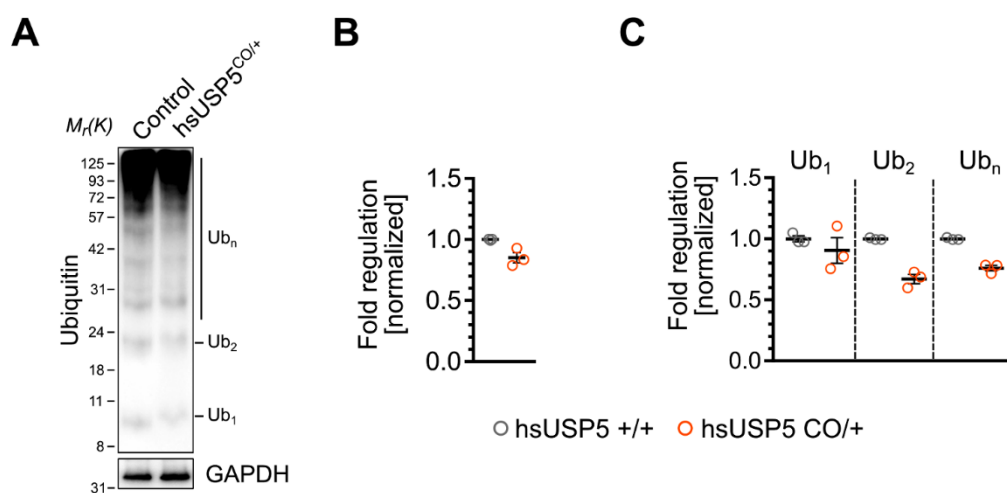 A
Control
hsUSP5CO/+
Mr(K)
125
93
72
57
42
31
24
18
11
8
31
Ubiquitin
Ubn
Ub2
Ub1
GAPDH
B
Fold regulation
[normalized]
1.5
1.0
0.5
0.0
C
Ub1
Ub2
Ubn
Fold regulation
[normalized]
1.5
1.0
0.5
0.0
hsUSP5 +/+
hsUSP5 CO/+